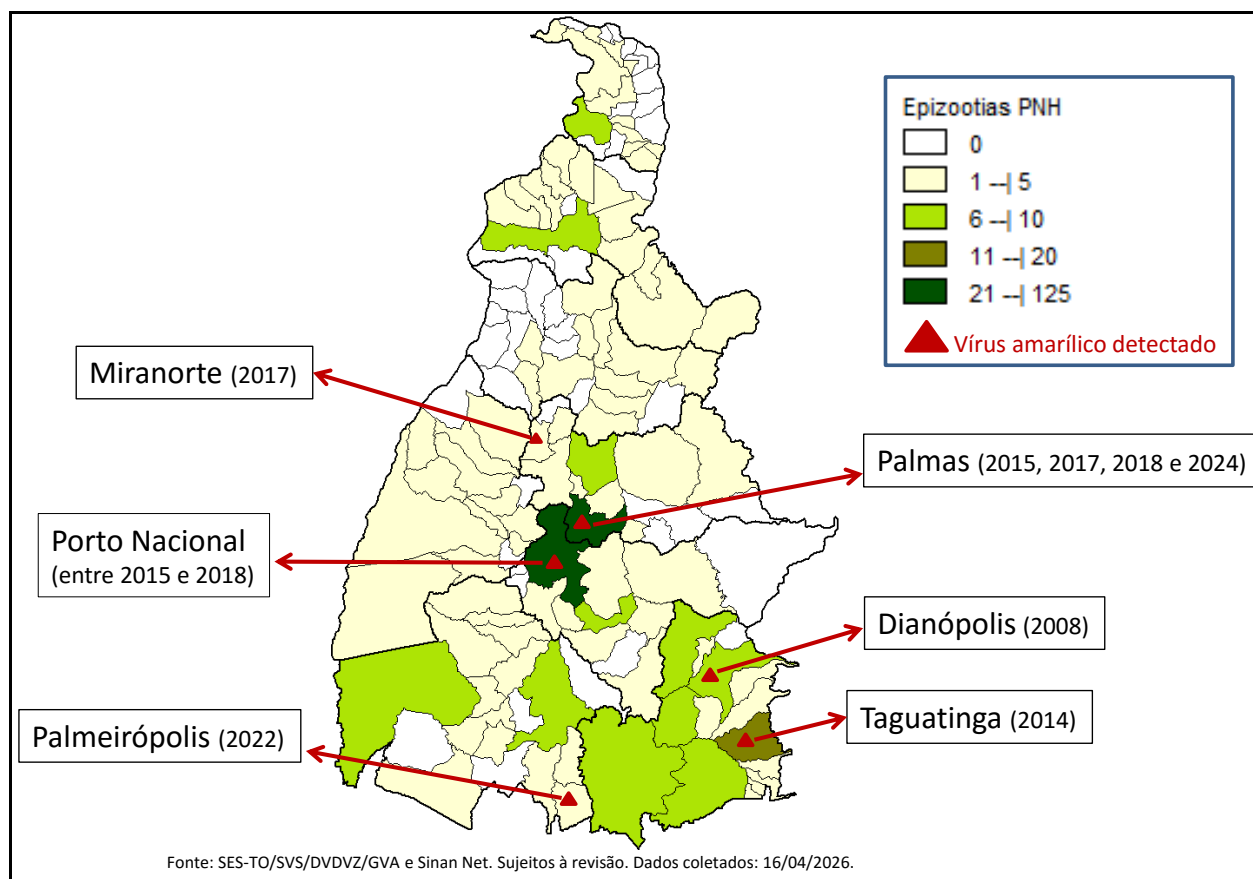 Epizootias PNH
0
1 --| 5
6 --| 10
11 --| 20
21 --| 125
Vírus amarílico detectado
Miranorte (2017)
Palmas (2015, 2017, 2018 e 2024)
Porto Nacional
(entre 2015 e 2018)
Dianópolis (2008)
Taguatinga (2014)
Palmeirópolis (2022)
Fonte: SES-TO/SVS/DVDVZ/GVA e Sinan Net. Sujeitos à revisão. Dados coletados: 16/04/2026.